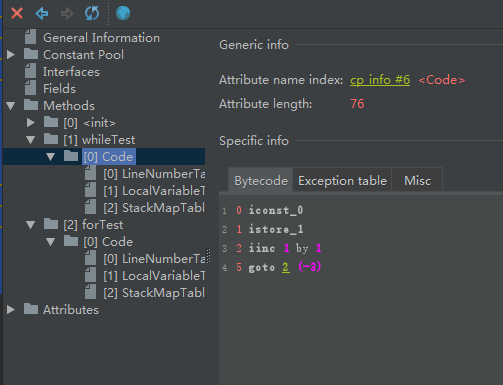 General Information
Constant Pool
Interfaces
Fields
Methods
[0] <init>
[1] whileTest
[0] Code
[0] LineNumberTa
[1] LocalVariableT
[2] StackMapTabl
[2] forTest
[0] Code
[0] LineNumberTa
[1] LocalVariableT
[2] StackMapTabl
Attributes
Generic info
Attribute name index: cp info #6 <Code>
Attribute length: 76
Specific info
Bytecode Exception table Misc
1 0 iconst_0
2 1 istore_1
3 2 iinc 1 by 1
4 5 goto 2 (-3)